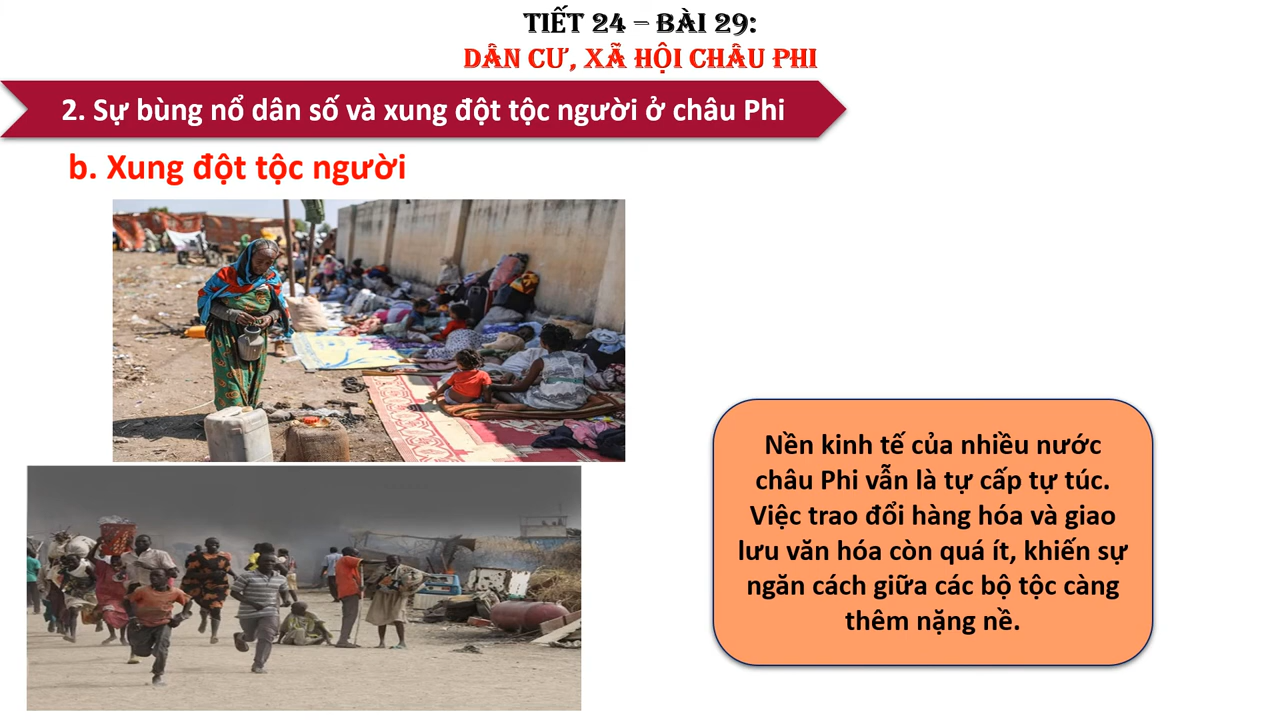 TIẾT 24 – BÀI 29:
DÂN CƯ, XÃ HỘI CHÂU PHI
2. Sự bùng nổ dân số và xung đột tộc người ở châu Phi
b. Xung đột tộc người
Nền kinh tế của nhiều nước
châu Phi vẫn là tự cấp tự túc.
Việc trao đổi hàng hóa và giao
lưu văn hóa còn quá ít, khiến sự
ngăn cách giữa các bộ tộc càng
thêm nặng nề.